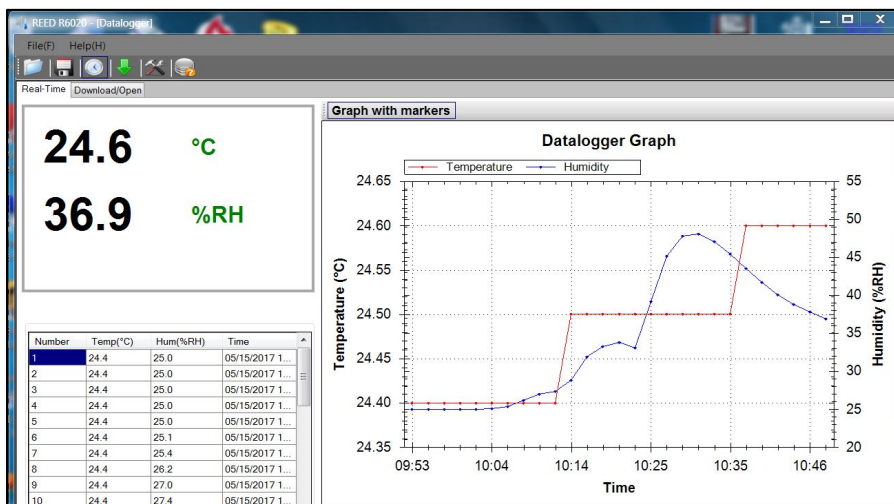 REED R6020 - [Datalogger]
File(F) Help(H)
Real-Time Download/Open
24.6 °C
36.9 %RH
Number Temp(°C) Hum(%RH) Time
1 24.4 25.0 05/15/2017 1...
2 24.4 25.0 05/15/2017 1...
3 24.4 25.0 05/15/2017 1...
4 24.4 25.0 05/15/2017 1...
5 24.4 25.0 05/15/2017 1...
6 24.4 25.1 05/15/2017 1...
7 24.4 25.4 05/15/2017 1...
8 24.4 26.2 05/15/2017 1...
9 24.4 27.0 05/15/2017 1...
10 24.4 27.4 05/15/2017 1...
Graph with markers
Datalogger Graph
Temperature Humidity
Temperature (°C)
24.65
24.60
24.55
24.50
24.45
24.40
24.35
55
50
45
40
35
30
25
20
Humidity (%RH)
09:53 10:04 10:14 10:25 10:35 10:46
Time